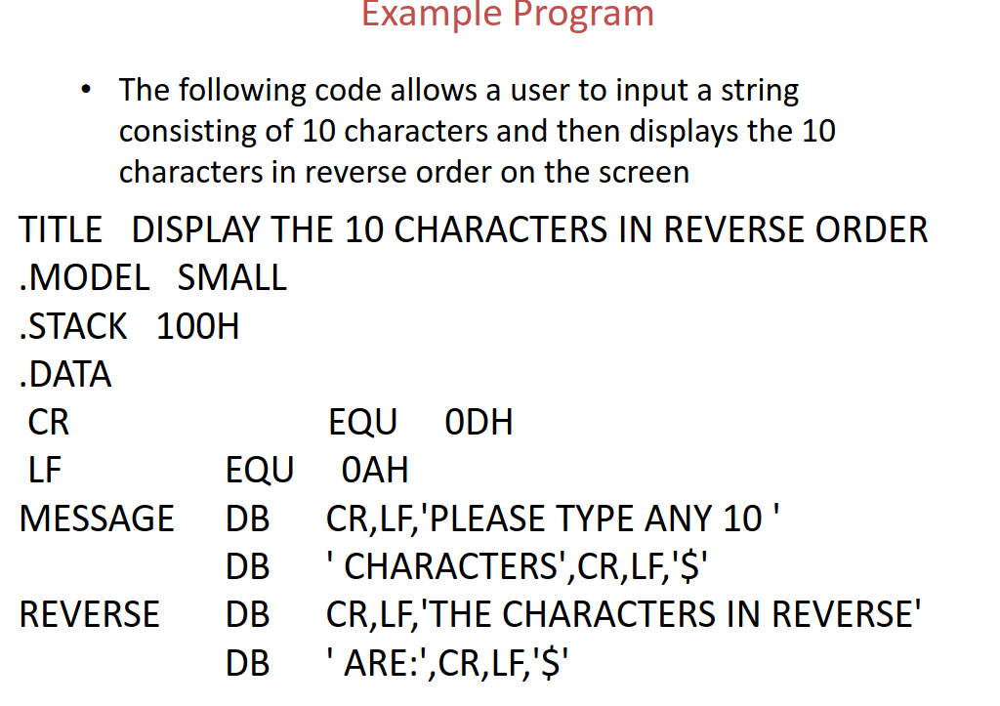 Example Program
• The following code allows a user to input a string
consisting of 10 characters and then displays the 10
characters in reverse order on the screen
TITLE DISPLAY THE 10 CHARACTERS IN REVERSE ORDER
.MODEL SMALL
.STACK 100H
.DATA
CR EQU 0DH
LF EQU 0AH
MESSAGE DB CR,LF,'PLEASE TYPE ANY 10 '
DB ' CHARACTERS',CR,LF,'$'
REVERSE DB CR,LF,'THE CHARACTERS IN REVERSE'
DB ' ARE:',CR,LF,'$'